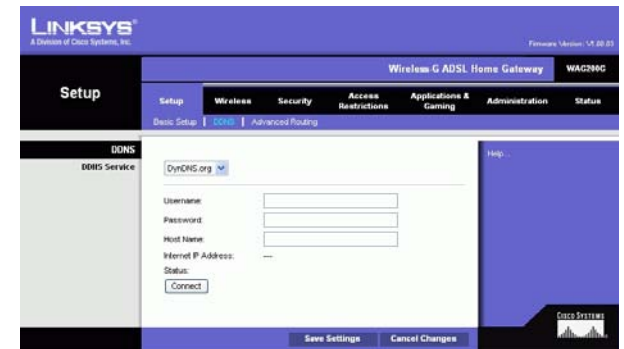 LINKSYS®
A Division of Cisco Systems, Inc.
Firmware Version: V1.00.03
Wireless-G ADSL Home Gateway WAG200G
Setup
Setup Wireless Security Access Restrictions Applications & Gaming Administration Status
Basic Setup | DDNS | Advanced Routing
DDNS
DDNS Service
DynDNS.org
Help...
Username:
Password:
Host Name:
Internet IP Address: ---
Status:
Connect
CISCO SYSTEMS
Save Settings Cancel Changes